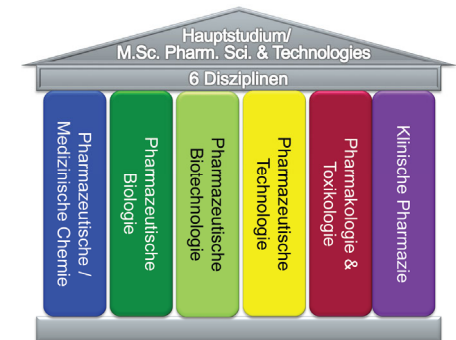 Hauptstudium/
M.Sc. Pharm. Sci. & Technologies
6 Disziplinen
Pharmazeutische /
Medizinische Chemie
Pharmazeutische
Biologie
Pharmazeutische
Biotechnologie
Pharmazeutische
Technologie
Pharmakologie &
Toxikologie
Klinische Pharmazie